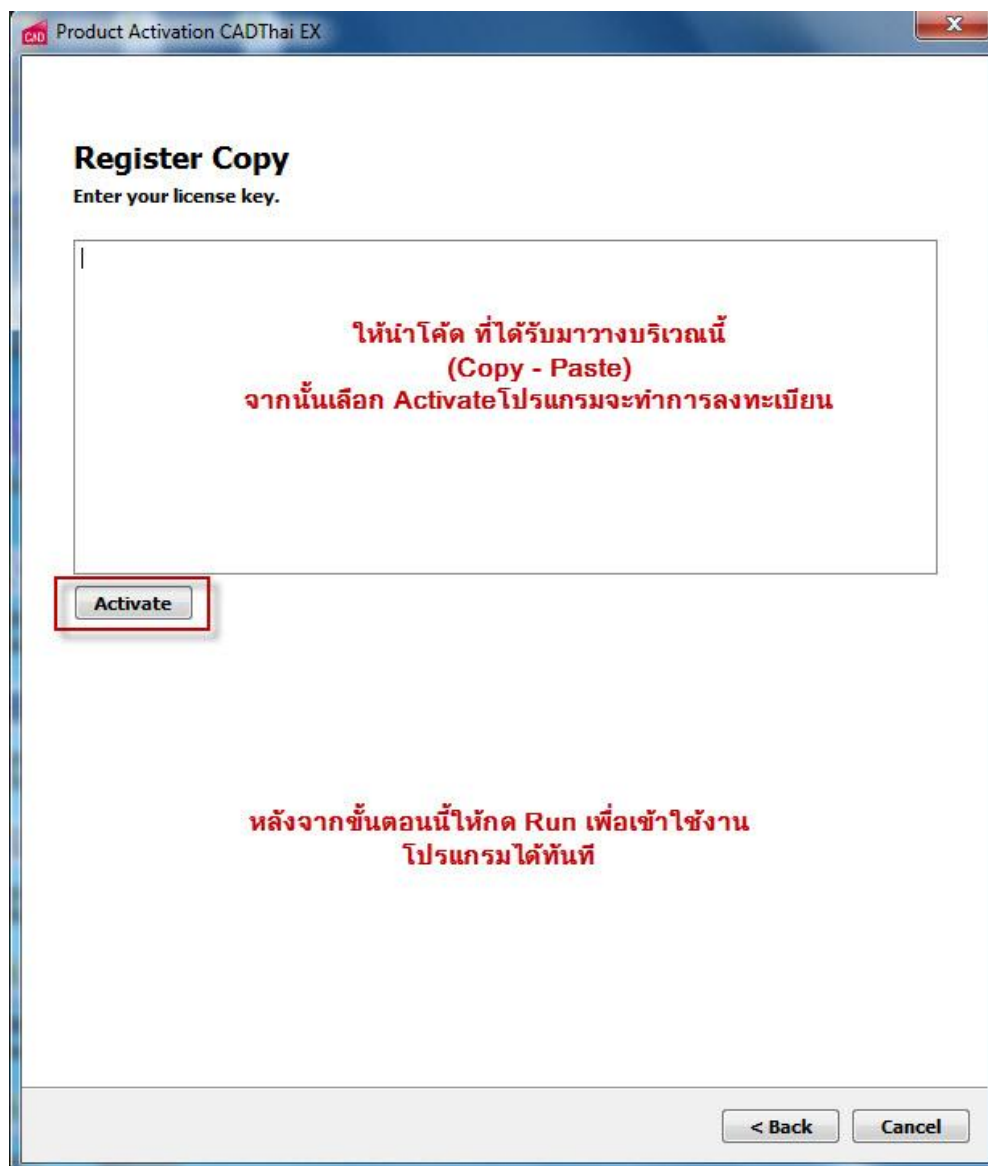 CAD Product Activation CADThai EX
Register Copy
Enter your license key.
ให้นำโค้ด ที่ได้รับมาวางบริเวณนี้
(Copy - Paste)
จากนั้นเลือก Activateโปรแกรมจะทำการลงทะเบียน
Activate
หลังจากขั้นตอนนี้ให้กด Run เพื่อเข้าใช้งาน
โปรแกรมได้ทันที
< Back Cancel